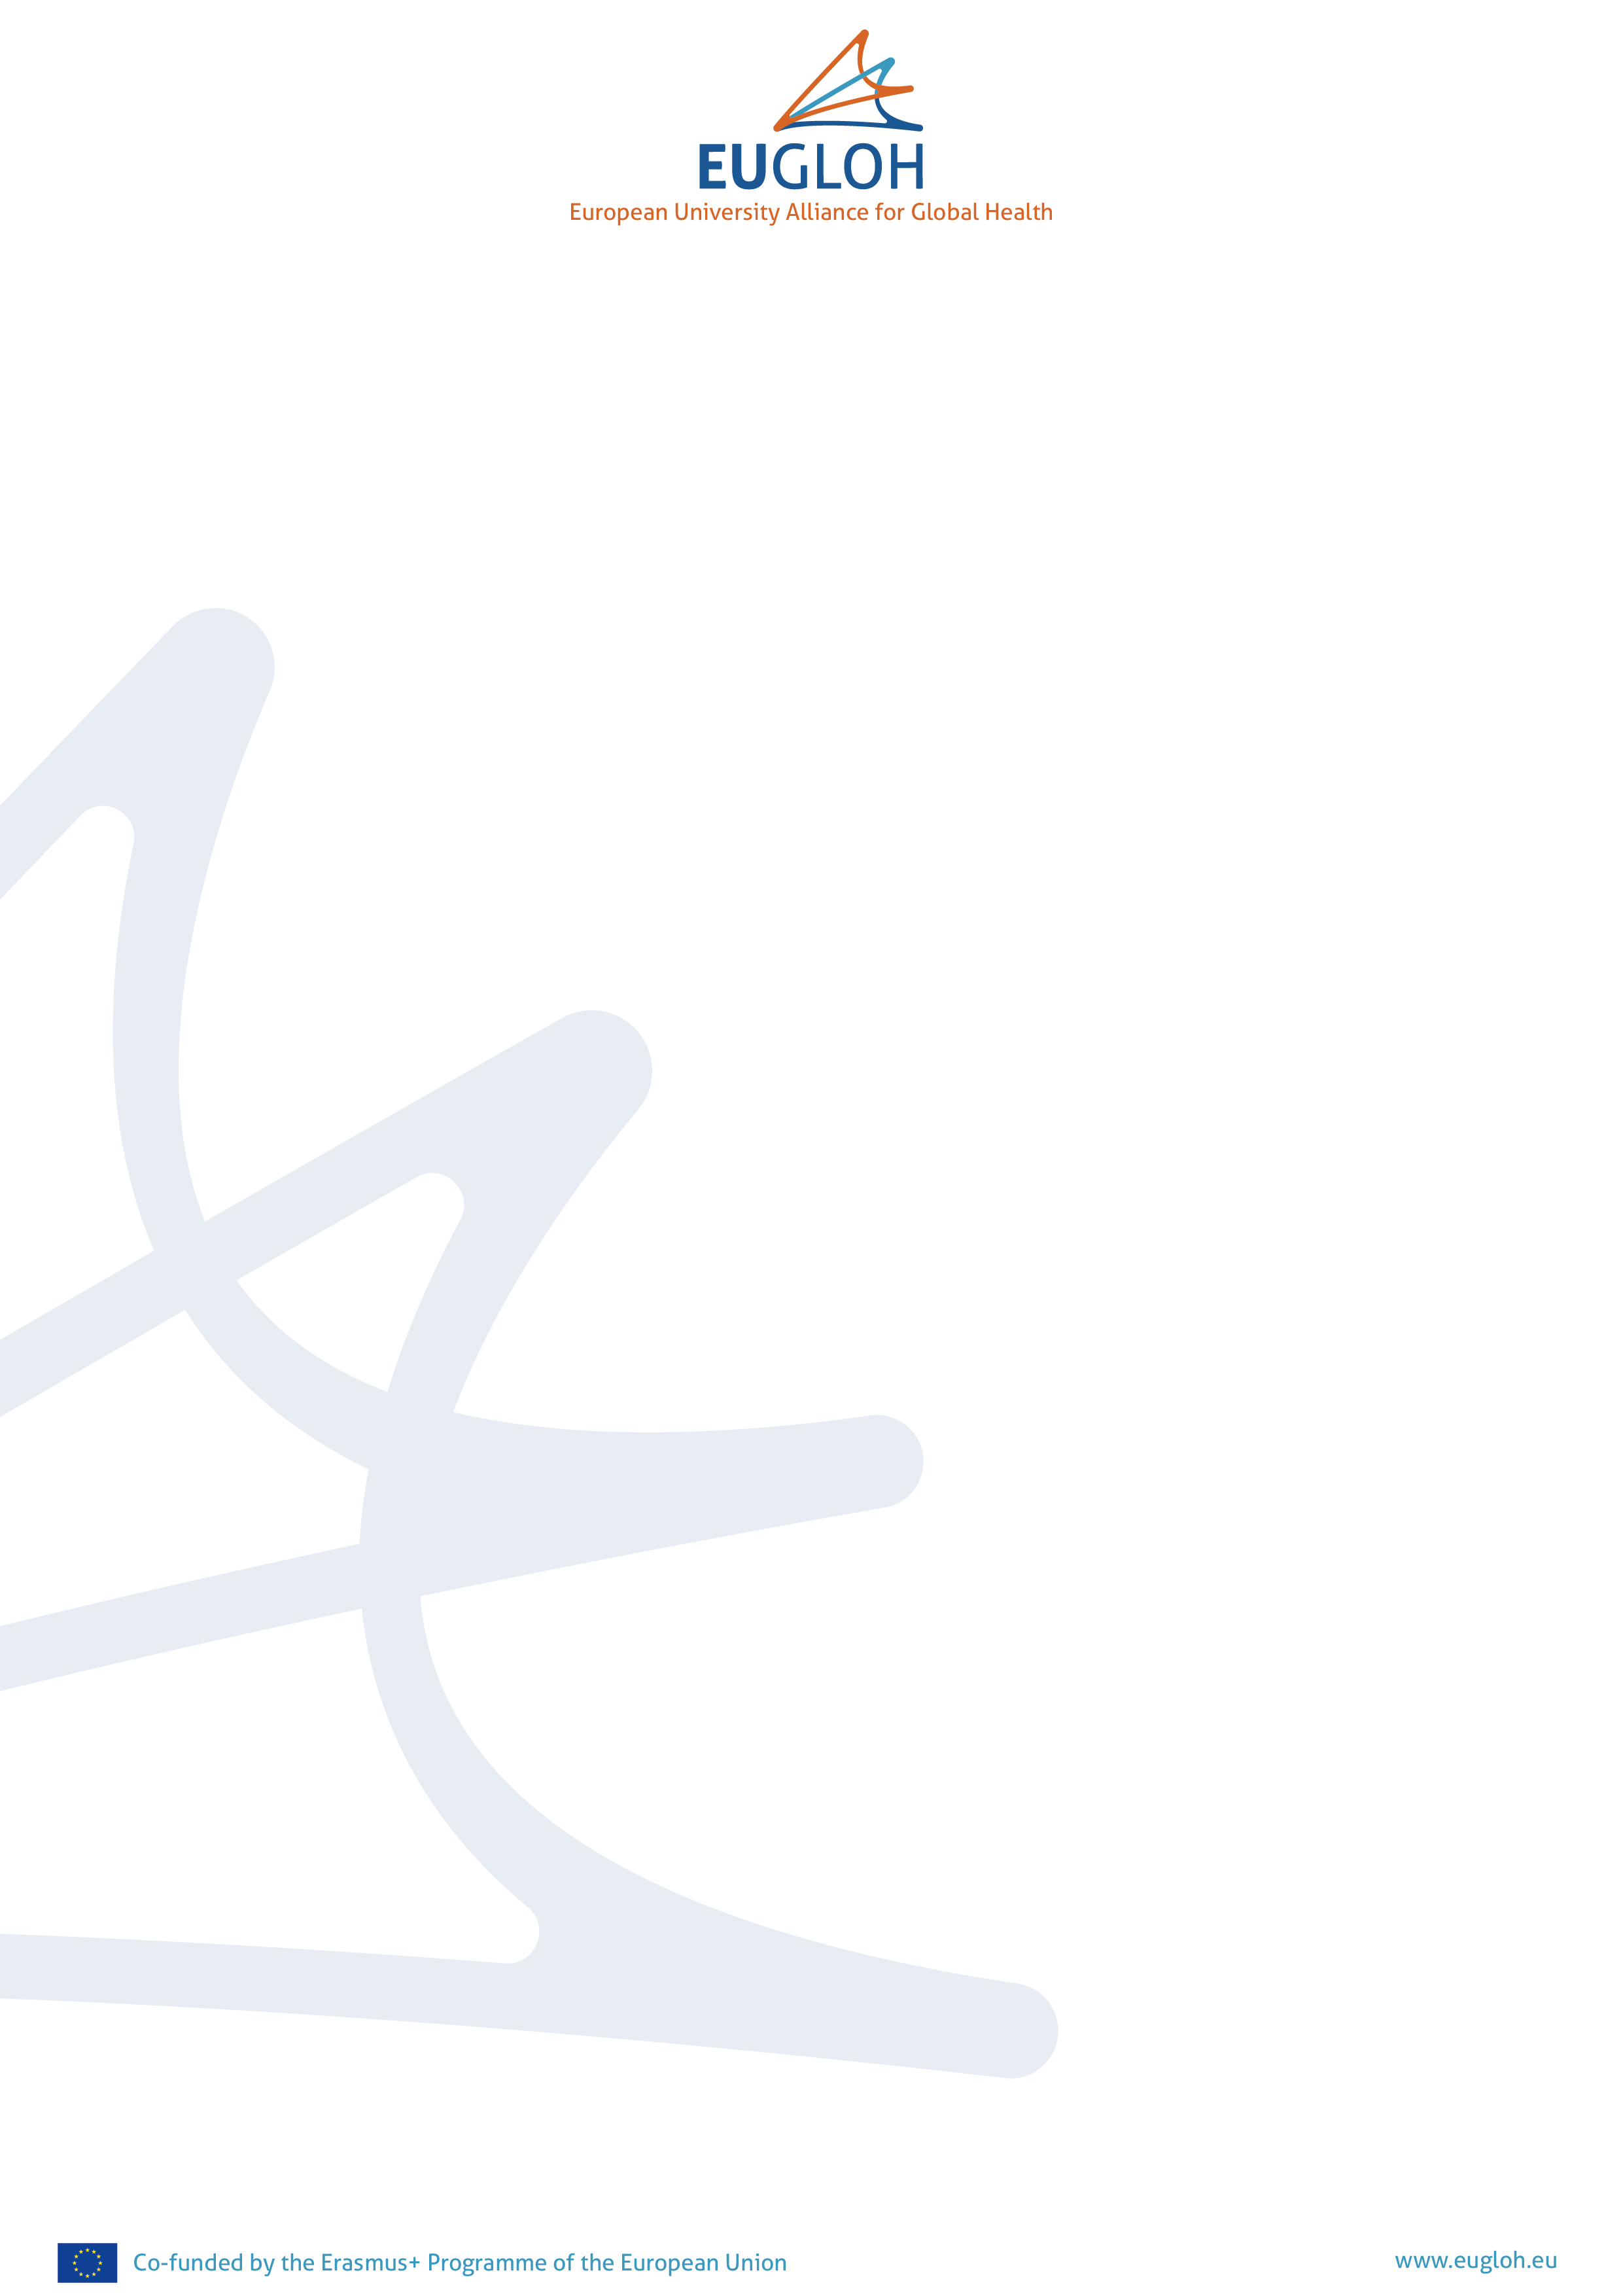 EUGLOH
European University Alliance for Global Health
Co-funded by the Erasmus+ Programme of the European Union
www.eugloh.eu